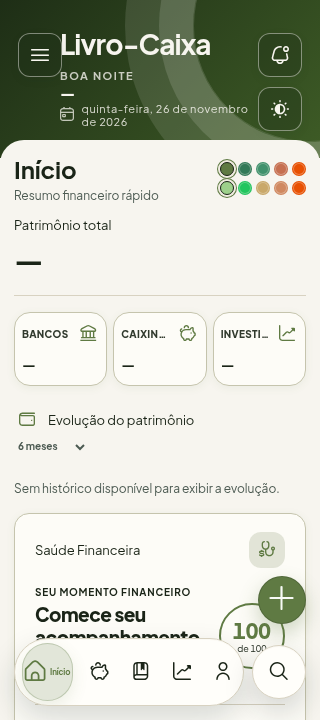 Livro-Caixa
BOA NOITE
—
quinta-feira, 26 de novembro
de 2026
Início
Resumo financeiro rápido
Patrimônio total
—
BANCOS
CAIXIN…
INVESTI…
—
—
—
Evolução do patrimônio
6 meses
Sem histórico disponível para exibir a evolução.
Saúde Financeira
SEU MOMENTO FINANCEIRO
Comece seu
acompanhamento
100
de 100
Início